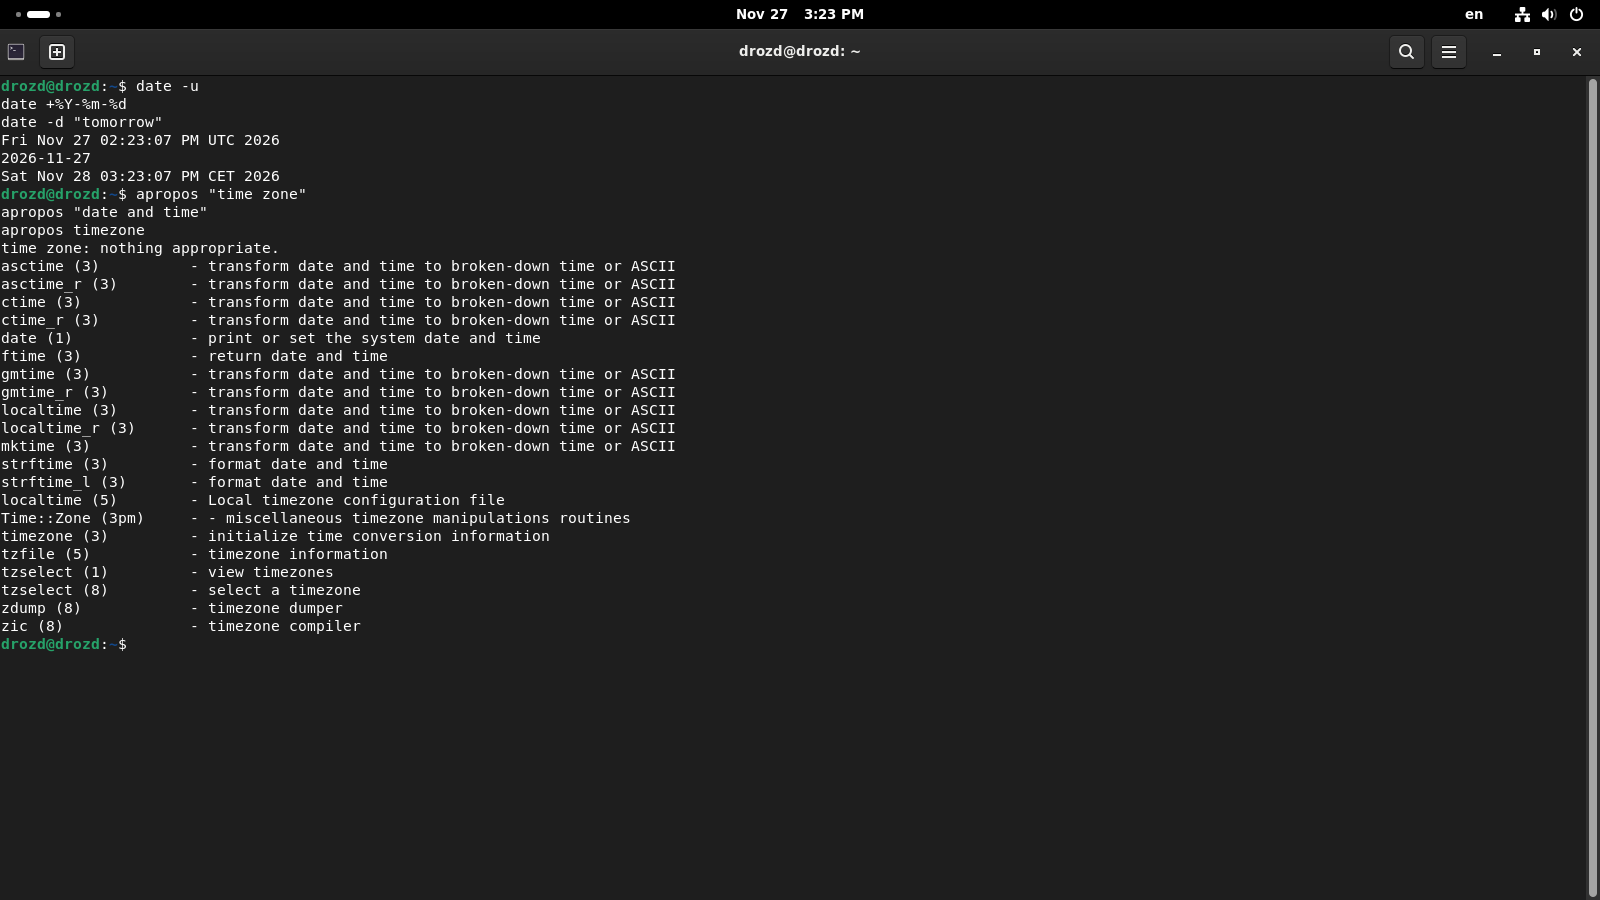 Nov 27 3:23 PM
en
drozd@drozd: ~
drozd@drozd:~$ date -u
date +%Y-%m-%d
date -d "tomorrow"
Fri Nov 27 02:23:07 PM UTC 2026
2026-11-27
Sat Nov 28 03:23:07 PM CET 2026
drozd@drozd:~$ apropos "time zone"
apropos "date and time"
apropos timezone
time zone: nothing appropriate.
asctime (3)          - transform date and time to broken-down time or ASCII
asctime_r (3)        - transform date and time to broken-down time or ASCII
ctime (3)            - transform date and time to broken-down time or ASCII
ctime_r (3)          - transform date and time to broken-down time or ASCII
date (1)             - print or set the system date and time
ftime (3)            - return date and time
gmtime (3)           - transform date and time to broken-down time or ASCII
gmtime_r (3)         - transform date and time to broken-down time or ASCII
localtime (3)        - transform date and time to broken-down time or ASCII
localtime_r (3)      - transform date and time to broken-down time or ASCII
mktime (3)           - transform date and time to broken-down time or ASCII
strftime (3)         - format date and time
strftime_l (3)       - format date and time
localtime (5)        - Local timezone configuration file
Time::Zone (3pm)     - - miscellaneous timezone manipulations routines
timezone (3)         - initialize time conversion information
tzfile (5)           - timezone information
tzselect (1)         - view timezones
tzselect (8)         - select a timezone
zdump (8)            - timezone dumper
zic (8)              - timezone compiler
drozd@drozd:~$